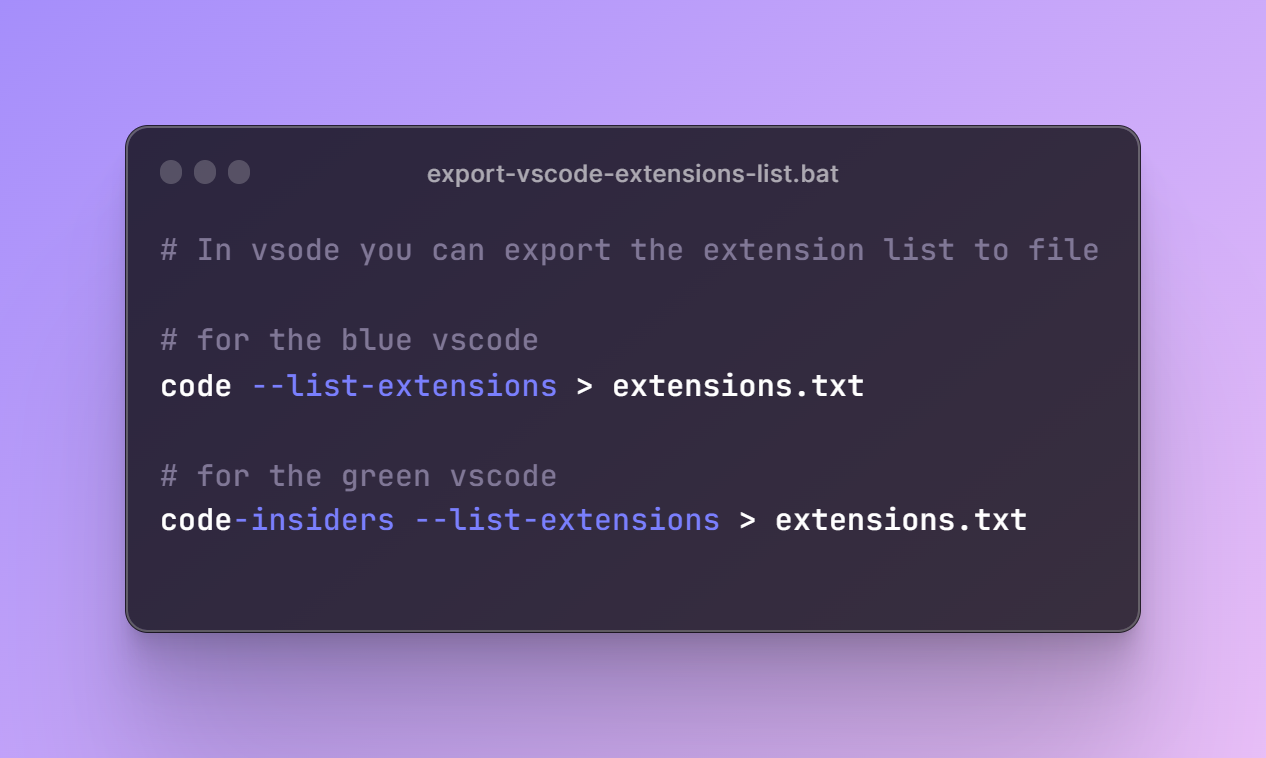 export-vscode-extensions-list.bat
# In vsode you can export the extension list to file
# for the blue vscode
code --list-extensions > extensions.txt
# for the green vscode
code-insiders --list-extensions > extensions.txt